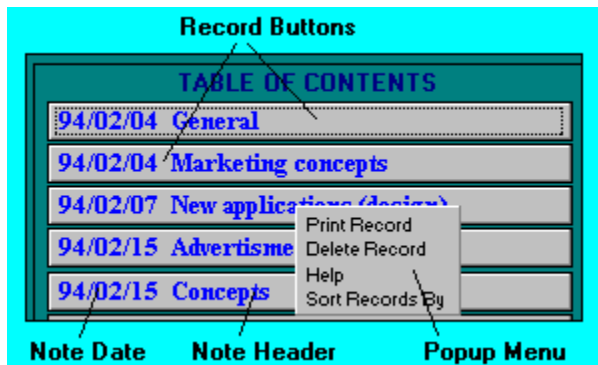 Record Buttons
TABLE OF CONTENTS
94/02/04 General
94/02/04 Marketing concepts
94/02/07 New applications (design)
Print Record
94/02/15 Advertisme
Delete Record
Help
94/02/15 Concepts
Sort Records By
Note Date Note Header Popup Menu